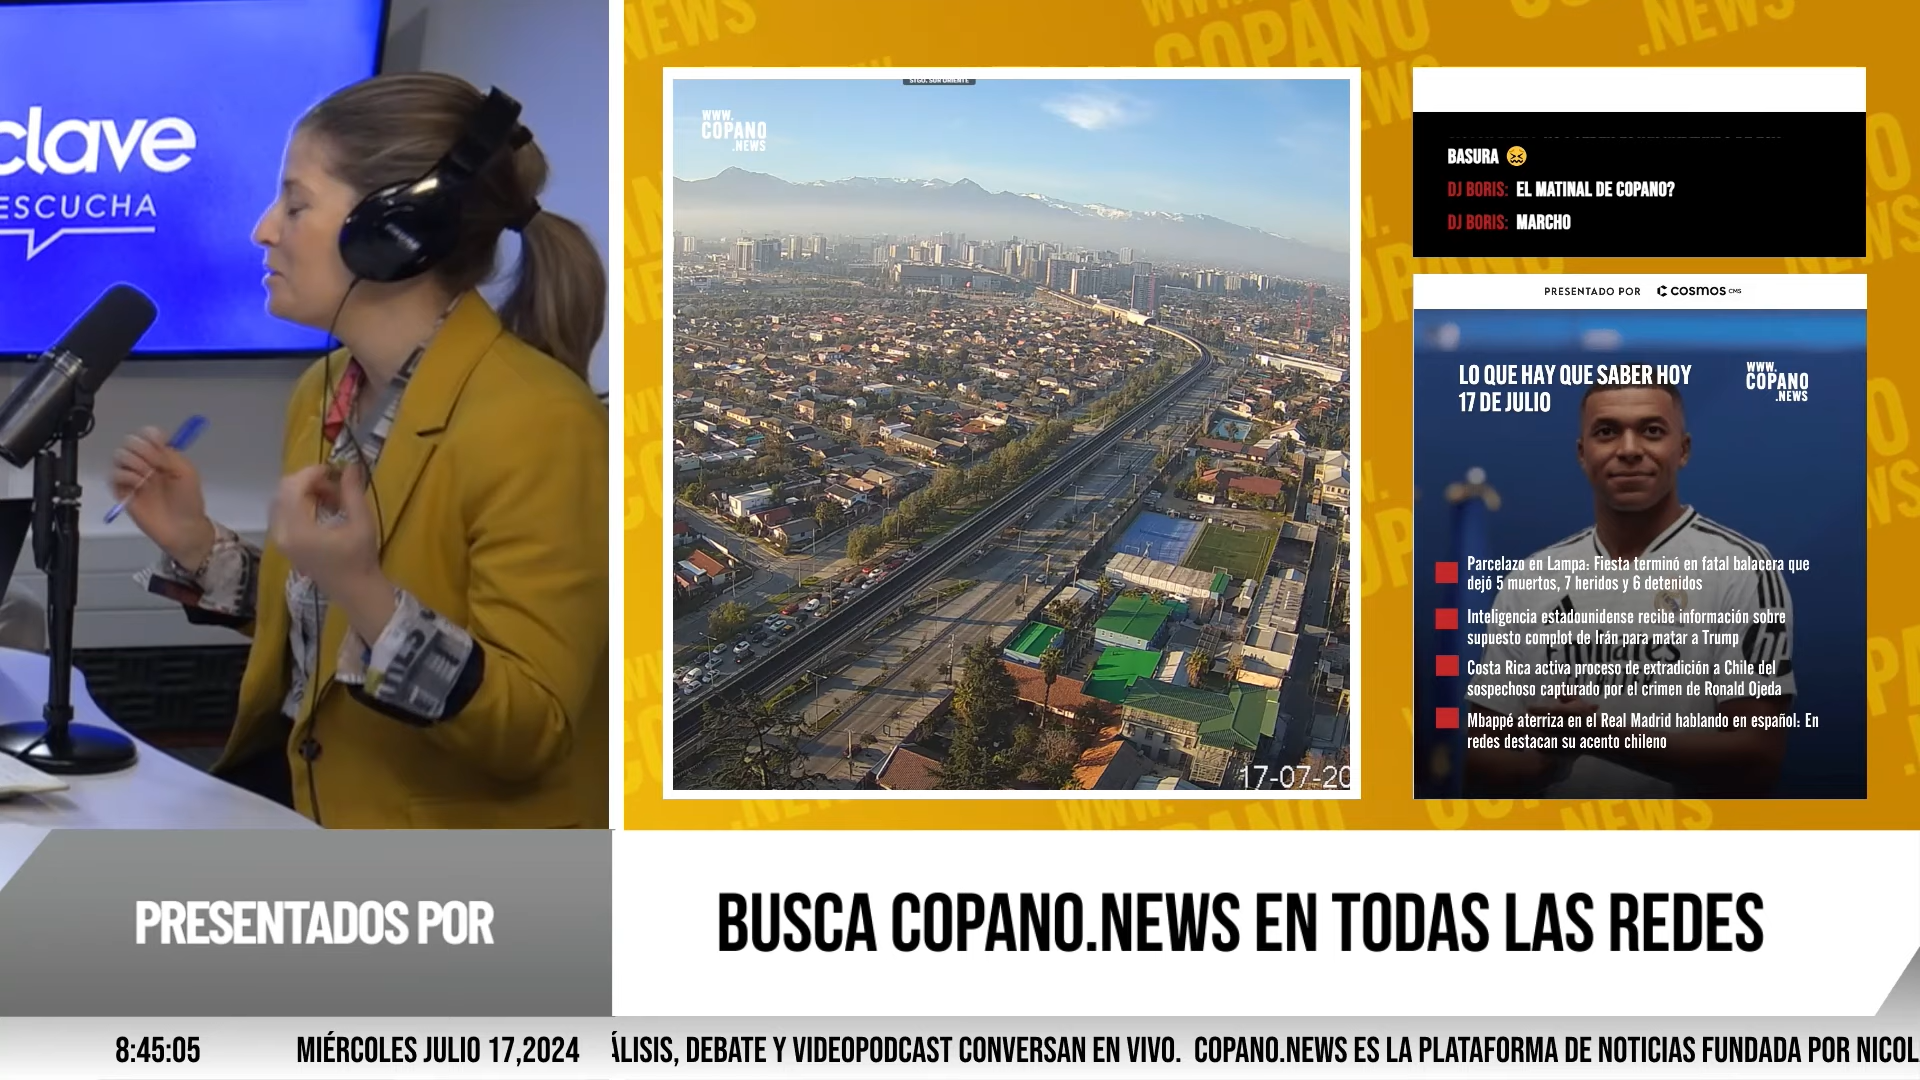 clave
ESCUCHA
STGO. SUR ORIENTE
WWW.
COPANO
.NEWS
17-07-20
BASURA 😖
DJ BORIS: EL MATINAL DE COPANO?
DJ BORIS: MARCHO
PRESENTADO POR COSMOS CMS
LO QUE HAY QUE SABER HOY
17 DE JULIO
WWW.
COPANO
.NEWS
Parcelazo en Lampa: Fiesta terminó en fatal balacera que
dejó 5 muertos, 7 heridos y 6 detenidos
Inteligencia estadounidense recibe información sobre
supuesto complot de Irán para matar a Trump
Costa Rica activa proceso de extradición a Chile del
sospechoso capturado por el crimen de Ronald Ojeda
Mbappé aterriza en el Real Madrid hablando en español: En
redes destacan su acento chileno
PRESENTADOS POR
BUSCA COPANO.NEWS EN TODAS LAS REDES
8:45:05
MIÉRCOLES JULIO 17,2024
ÁLISIS, DEBATE Y VIDEOPODCAST CONVERSAN EN VIVO. COPANO.NEWS ES LA PLATAFORMA DE NOTICIAS FUNDADA POR NICOL